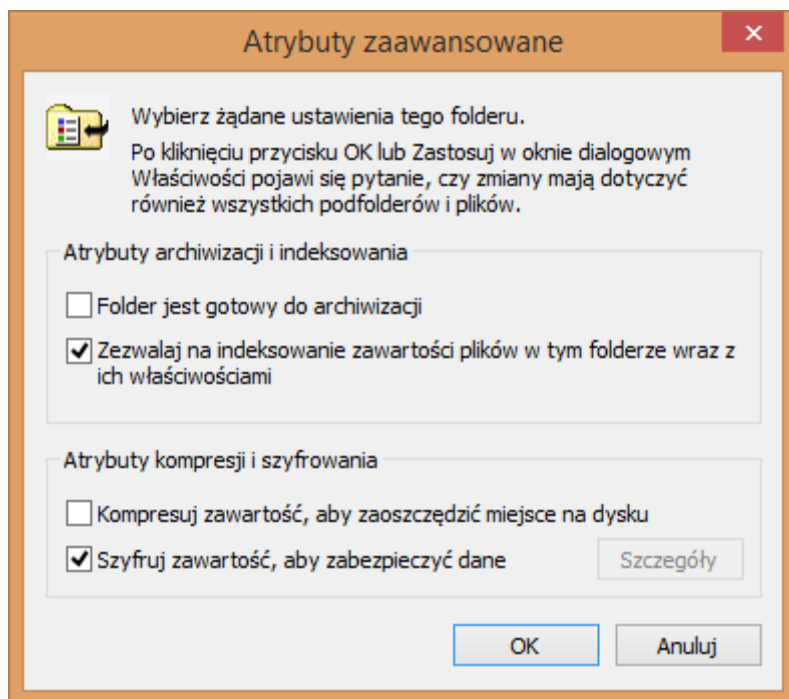 Atrybuty zaawansowane
Wybierz żądane ustawienia tego folderu.
Po kliknięciu przycisku OK lub Zastosuj w oknie dialogowym
Właściwości pojawi się pytanie, czy zmiany mają dotyczyć
również wszystkich podfolderów i plików.
Atrybuty archiwizacji i indeksowania
Folder jest gotowy do archiwizacji
Zezwalaj na indeksowanie zawartości plików w tym folderze wraz z
ich właściwościami
Atrybuty kompresji i szyfrowania
Kompresuj zawartość, aby zaoszczędzić miejsce na dysku
Szyfruj zawartość, aby zabezpieczyć dane
Szczegóły
OK
Anuluj